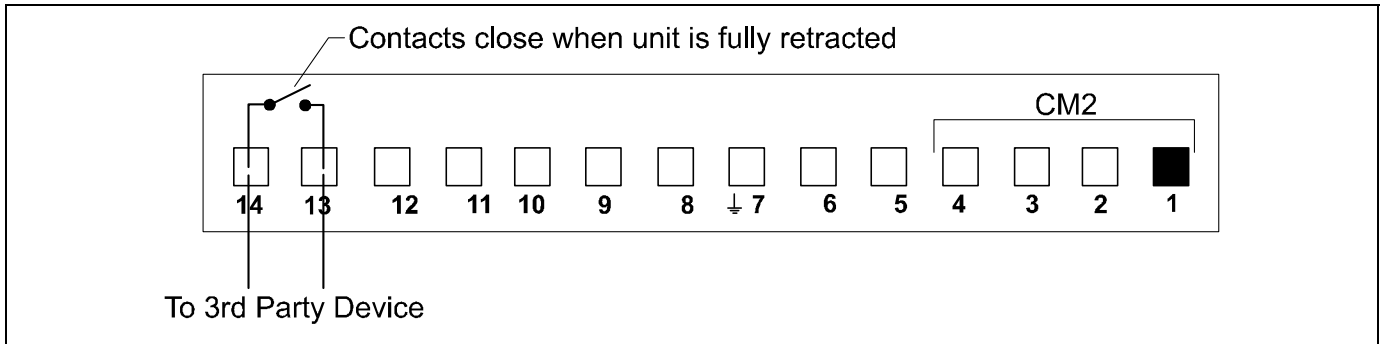 Contacts close when unit is fully retracted
CM2
14 13 12 11 10 9 8 ⏚ 7 6 5 4 3 2 1
To 3rd Party Device